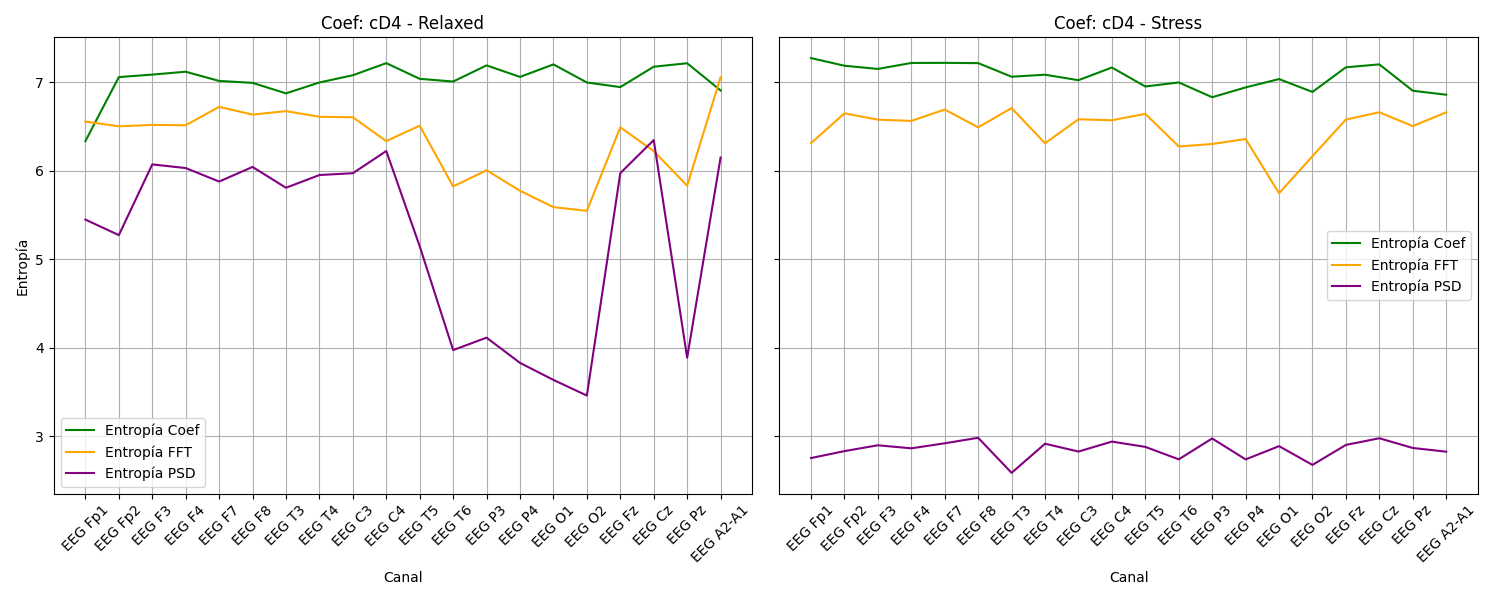 Coef: cD4 - Relaxed
Entropía
7
6
5
4
3
Entropía Coef
Entropía FFT
Entropía PSD
EEG Fp1
EEG Fp2
EEG F3
EEG F4
EEG F7
EEG F8
EEG T3
EEG T4
EEG C3
EEG C4
EEG T5
EEG T6
EEG P3
EEG P4
EEG O1
EEG O2
EEG Fz
EEG Cz
EEG Pz
EEG A2-A1
Canal
Coef: cD4 - Stress
Entropía Coef
Entropía FFT
Entropía PSD
EEG Fp1
EEG Fp2
EEG F3
EEG F4
EEG F7
EEG F8
EEG T3
EEG T4
EEG C3
EEG C4
EEG T5
EEG T6
EEG P3
EEG P4
EEG O1
EEG O2
EEG Fz
EEG Cz
EEG Pz
EEG A2-A1
Canal